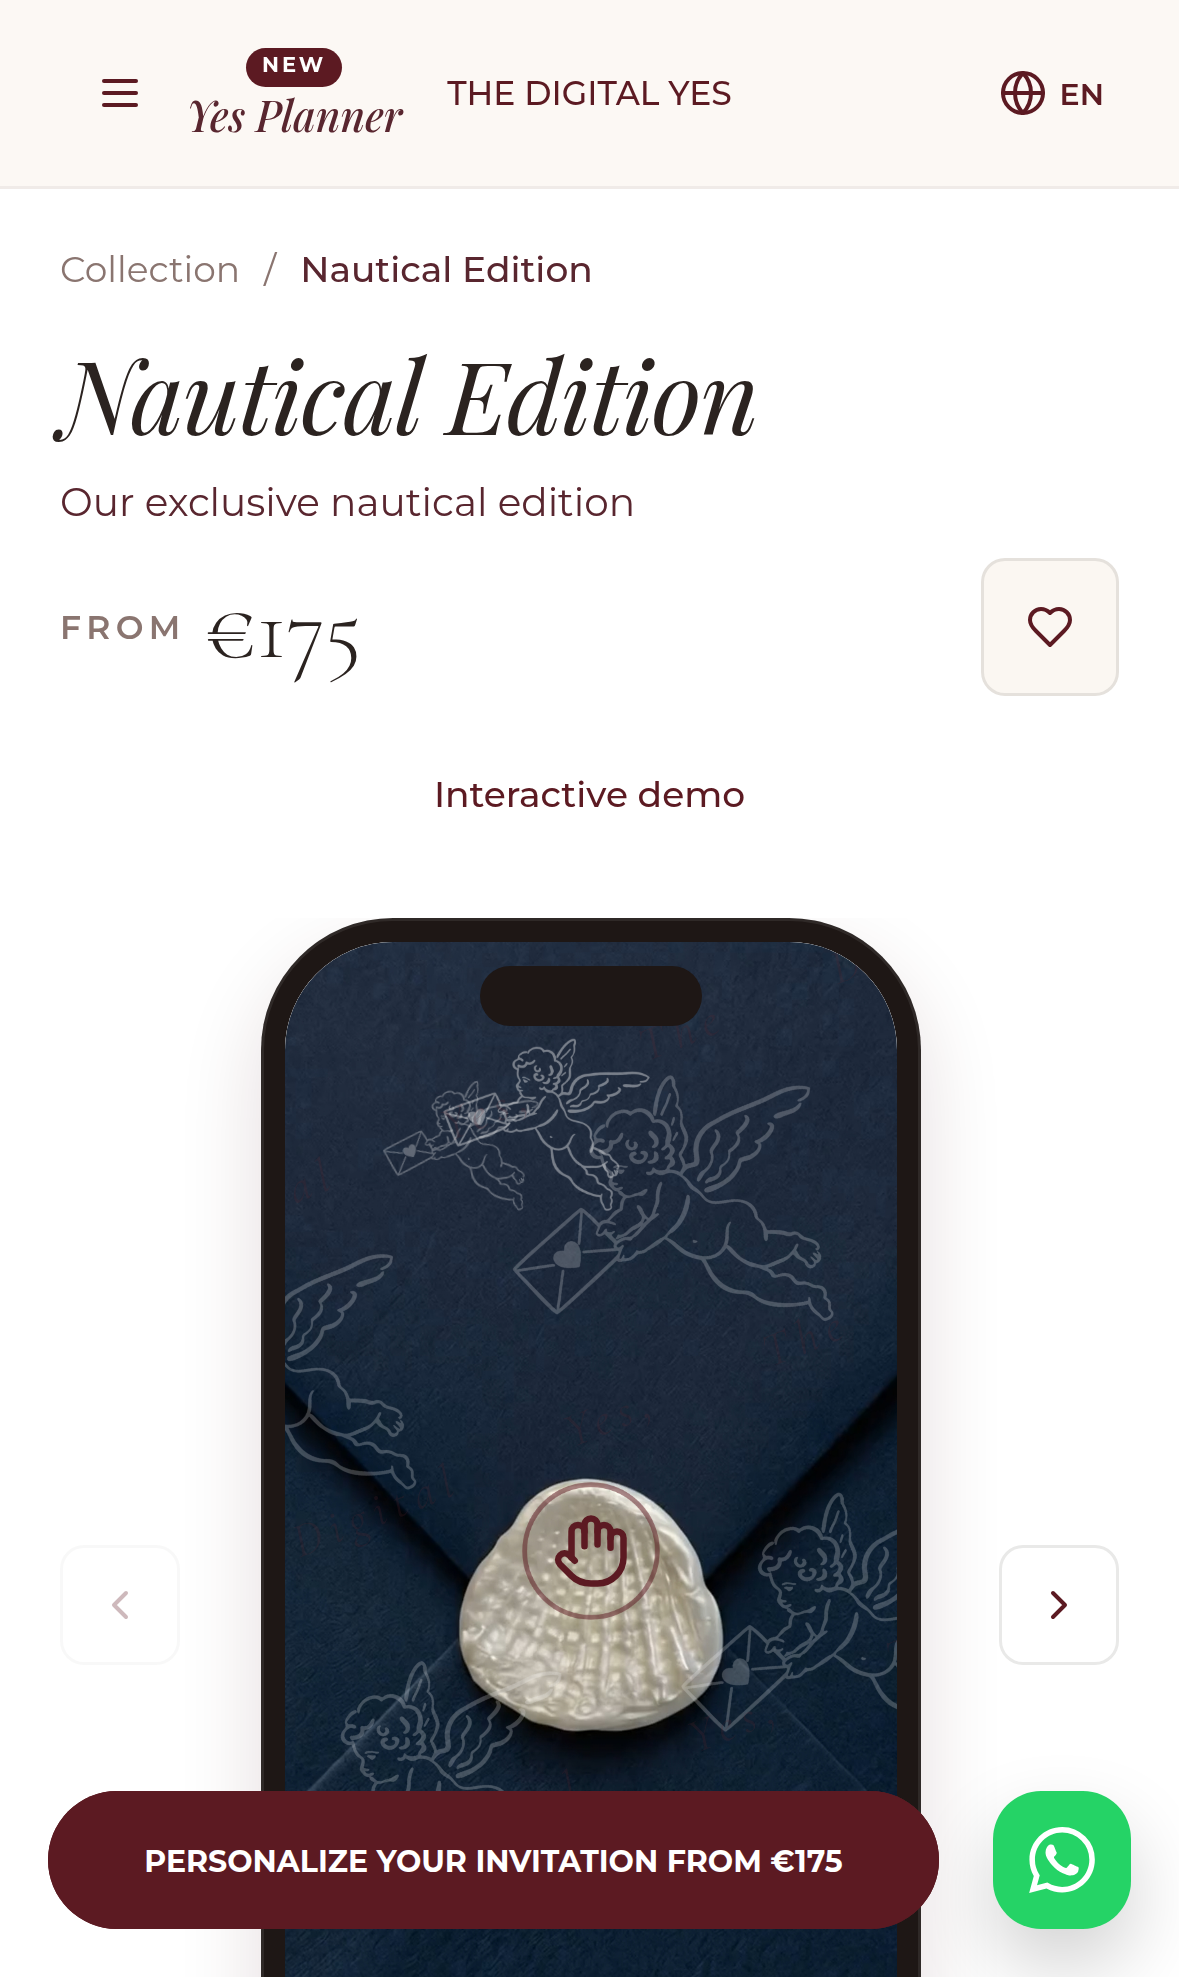 NEW
Yes Planner
THE DIGITAL YES
EN
Collection / Nautical Edition
Nautical Edition
Our exclusive nautical edition
FROM €175
Interactive demo
PERSONALIZE YOUR INVITATION FROM €175